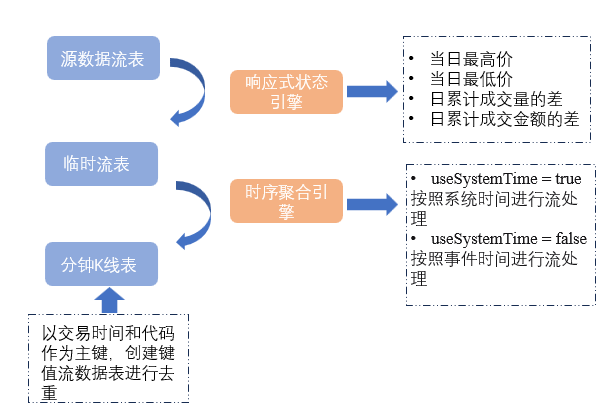 源数据流表
响应式状态
引擎
• 当日最高价
• 当日最低价
• 日累计成交量的差
• 日累计成交金额的差
临时流表
时序聚合引
擎
• useSystemTime = true
按照系统时间进行流处
理
• useSystemTime = false
按照事件时间进行流处
理
分钟K线表
以交易时间和代码
作为主键，创建键
值流数据表进行去
重